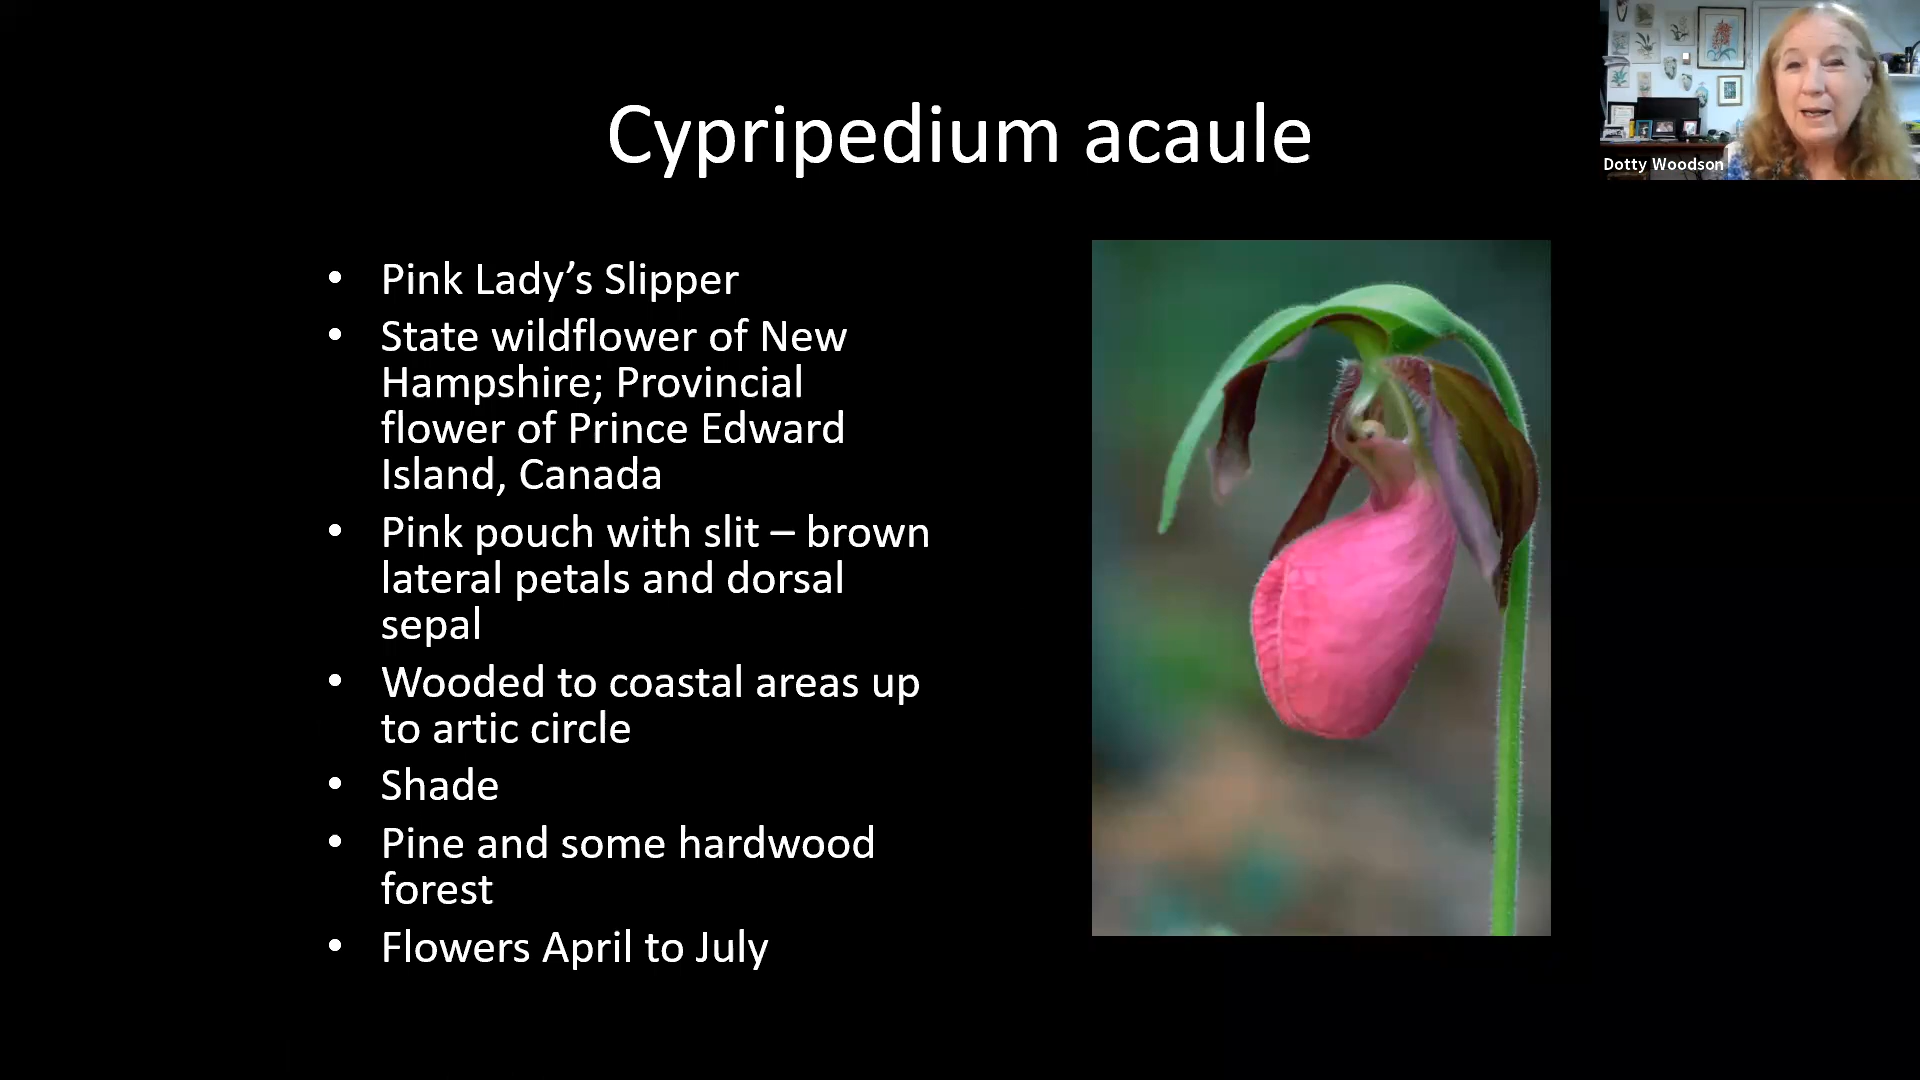 Cypripedium acaule
Dotty Woodson
• Pink Lady’s Slipper
• State wildflower of New
Hampshire; Provincial
flower of Prince Edward
Island, Canada
• Pink pouch with slit – brown
lateral petals and dorsal
sepal
• Wooded to coastal areas up
to artic circle
• Shade
• Pine and some hardwood
forest
• Flowers April to July